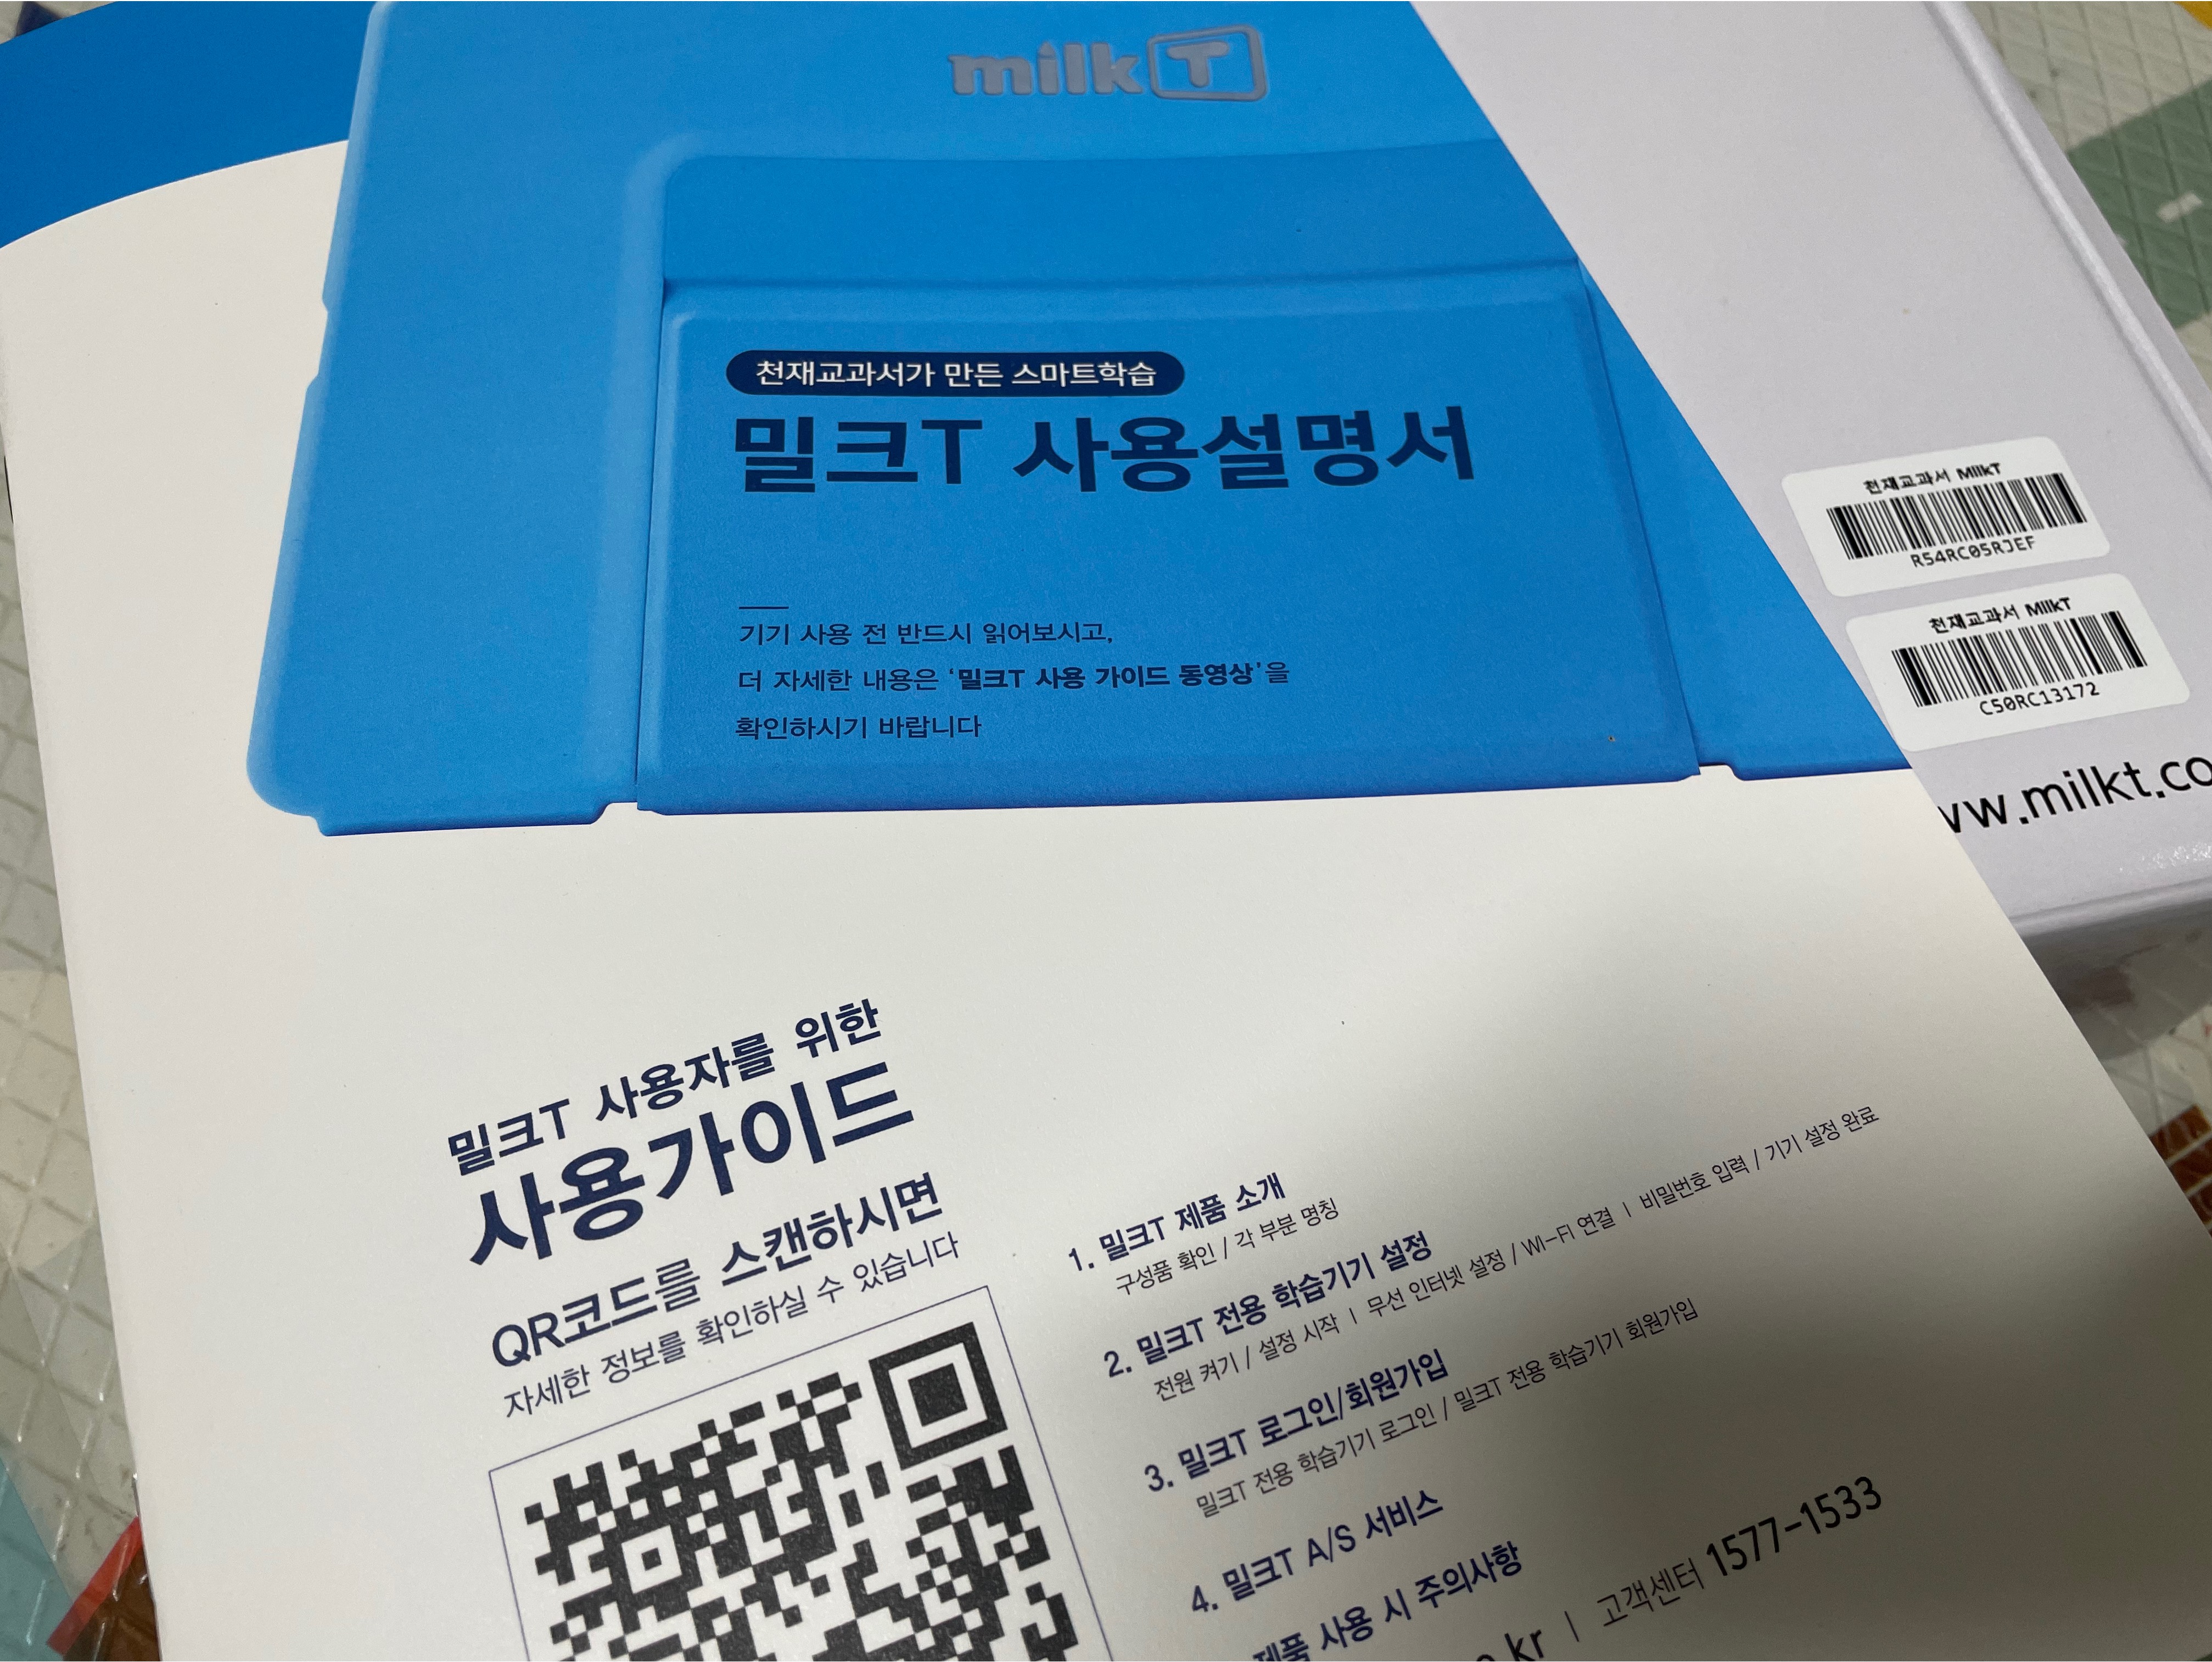 milkT
천재교과서가 만든 스마트학습
밀크T 사용설명서
기기 사용 전 반드시 읽어보시고,
더 자세한 내용은 '밀크T 사용 가이드 동영상'을
확인하시기 바랍니다
천재교과서 MilkT
R54RC05RJEF
천재교과서 MilkT
C50RC13172
ww.milkt.co
밀크T 사용자를 위한
사용가이드
QR코드를 스캔하시면
자세한 정보를 확인하실 수 있습니다
1. 밀크T 제품 소개
구성품 확인 / 각 부분 명칭
2. 밀크T 전용 학습기기 설정
전원 켜기 / 설정 시작 | 무선 인터넷 설정 / WI-FI 연결 | 비밀번호 입력 / 기기 설정 완료
3. 밀크T 로그인/회원가입
밀크T 전용 학습기기 로그인 / 밀크T 전용 학습기기 회원가입
4. 밀크T A/S 서비스
제품 사용 시 주의사항
kr | 고객센터 1577-1533